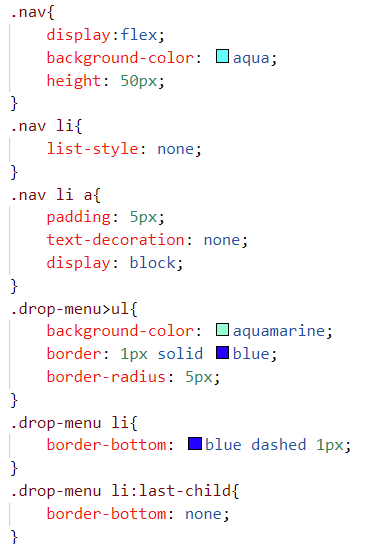 .nav{
    display:flex;
    background-color: aqua;
    height: 50px;
}
.nav li{
    list-style: none;
}
.nav li a{
    padding: 5px;
    text-decoration: none;
    display: block;
}
.drop-menu>ul{
    background-color: aquamarine;
    border: 1px solid blue;
    border-radius: 5px;
}
.drop-menu li{
    border-bottom: blue dashed 1px;
}
.drop-menu li:last-child{
    border-bottom: none;
}